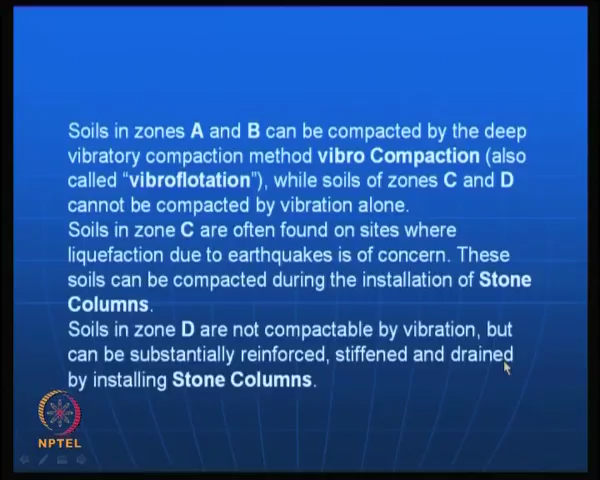 Soils in zones A and B can be compacted by the deep
vibratory compaction method vibro Compaction (also
called “vibroflotation”), while soils of zones C and D
cannot be compacted by vibration alone.
Soils in zone C are often found on sites where
liquefaction due to earthquakes is of concern. These
soils can be compacted during the installation of Stone
Columns.
Soils in zone D are not compactable by vibration, but
can be substantially reinforced, stiffened and drained
by installing Stone Columns.
NPTEL